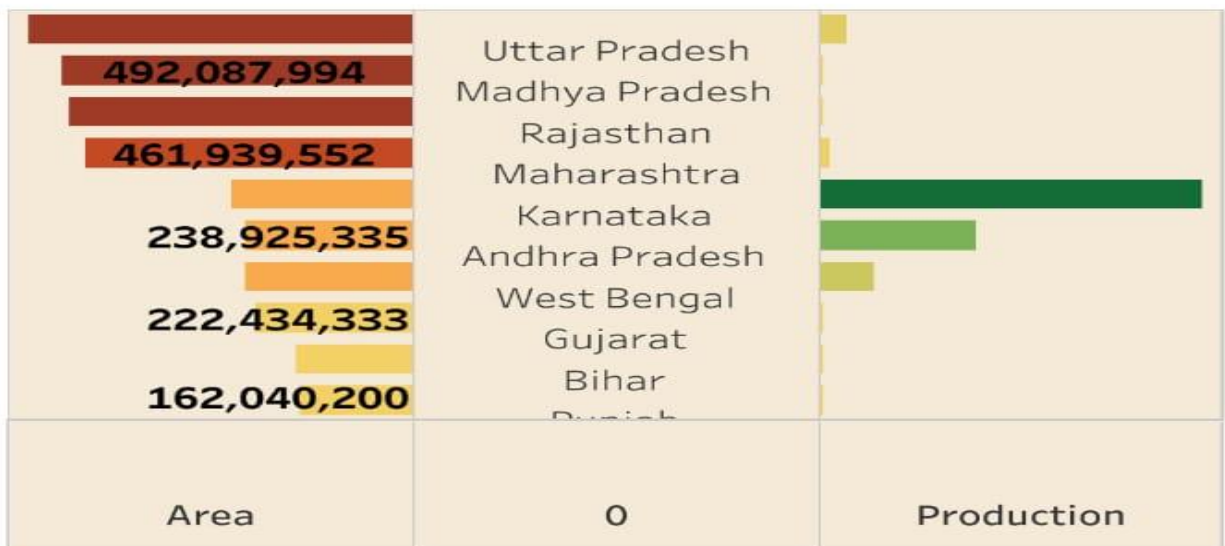 Uttar Pradesh
492,087,994
Madhya Pradesh
Rajasthan
461,939,552
Maharashtra
Karnataka
238,925,335
Andhra Pradesh
West Bengal
222,434,333
Gujarat
Bihar
162,040,200
Area 0 Production